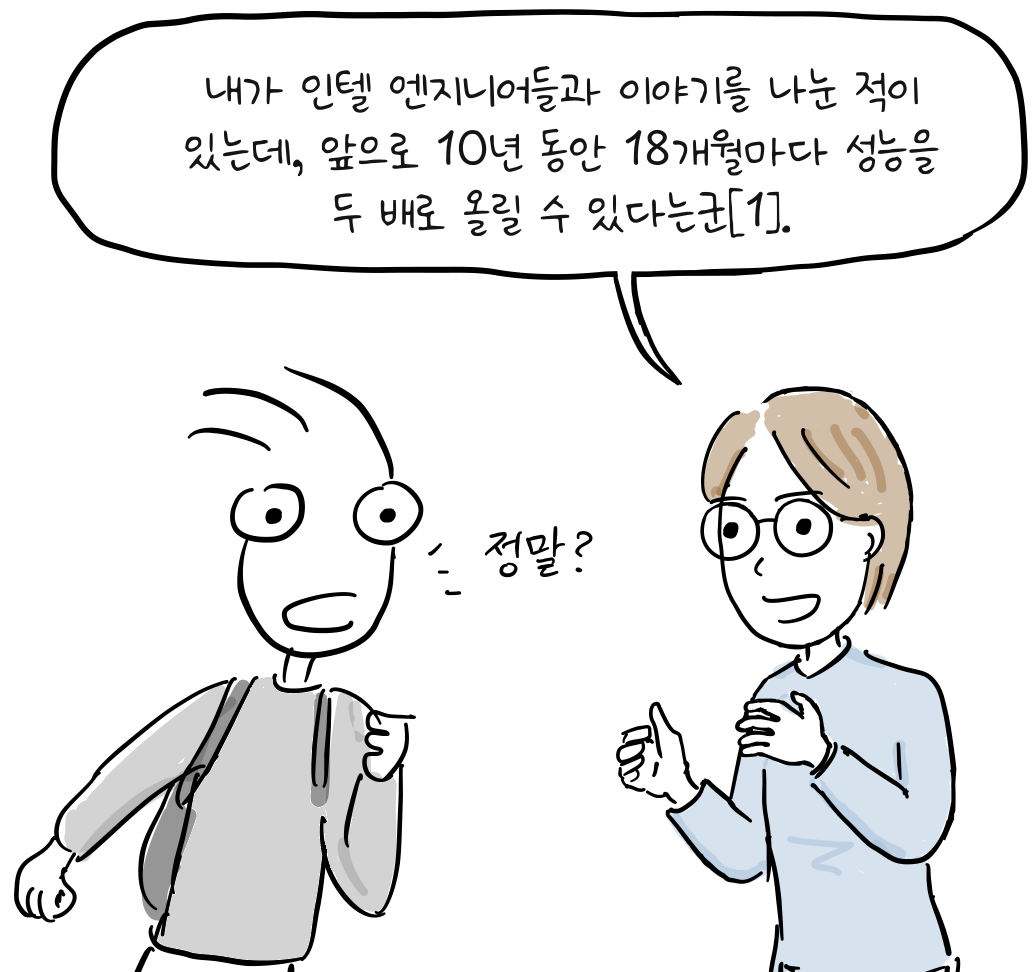 내가 인텔 엔지니어들과 이야기를 나눈 적이
있는데, 앞으로 10년 동안 18개월마다 성능을
두 배로 올릴 수 있다는군[1].
정말?